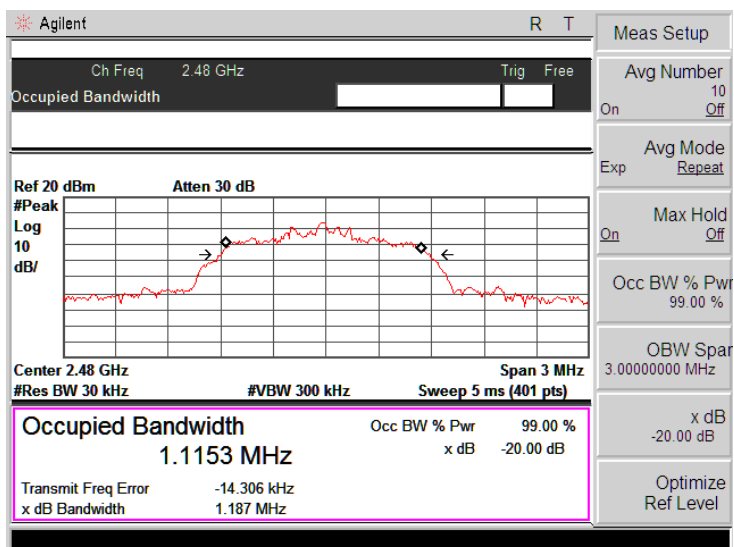 Agilent R T
Meas Setup
Ch Freq 2.48 GHz Trig Free
Occupied Bandwidth
Avg Number
10
On Off
Avg Mode
Exp Repeat
Ref 20 dBm Atten 30 dB
#Peak
Log
10
dB/
Max Hold
On Off
Occ BW % Pwr
99.00 %
Center 2.48 GHz Span 3 MHz
#Res BW 30 kHz #VBW 300 kHz Sweep 5 ms (401 pts)
OBW Span
3.00000000 MHz
Occupied Bandwidth Occ BW % Pwr 99.00 %
1.1153 MHz x dB -20.00 dB
Transmit Freq Error -14.306 kHz
x dB Bandwidth 1.187 MHz
x dB
-20.00 dB
Optimize
Ref Level